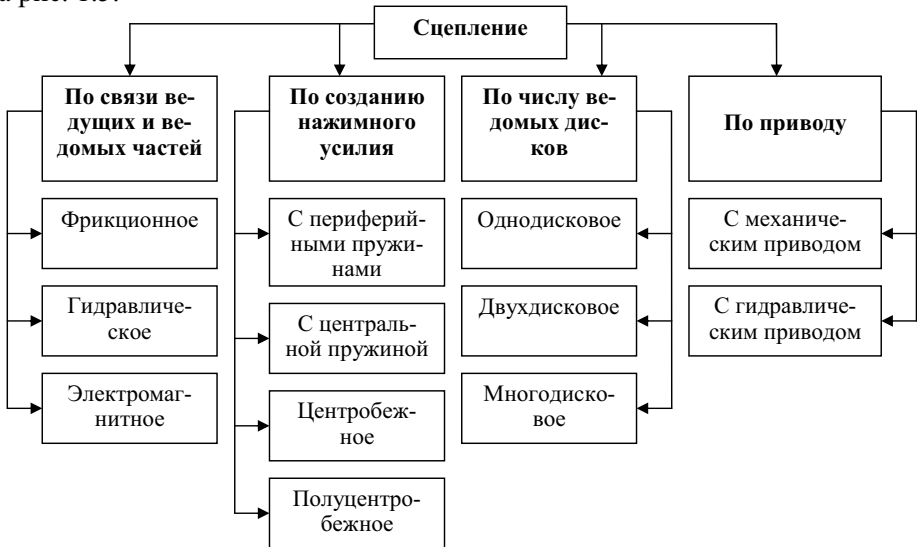 а рис. 1.3.
Сцепление
По связи ве-
дущих и ве-
домых частей
Фрикционное
Гидравличе-
ское
Электромаг-
нитное
По созданию
нажимного
усилия
С периферий-
ными пружи-
нами
С централь-
ной пружиной
Центробеж-
ное
Полуцентро-
бежное
По числу ве-
домых дис-
ков
Однодисковое
Двухдисковое
Многодиско-
вое
По приводу
С механиче-
ским приводом
С гидравличе-
ским приводом